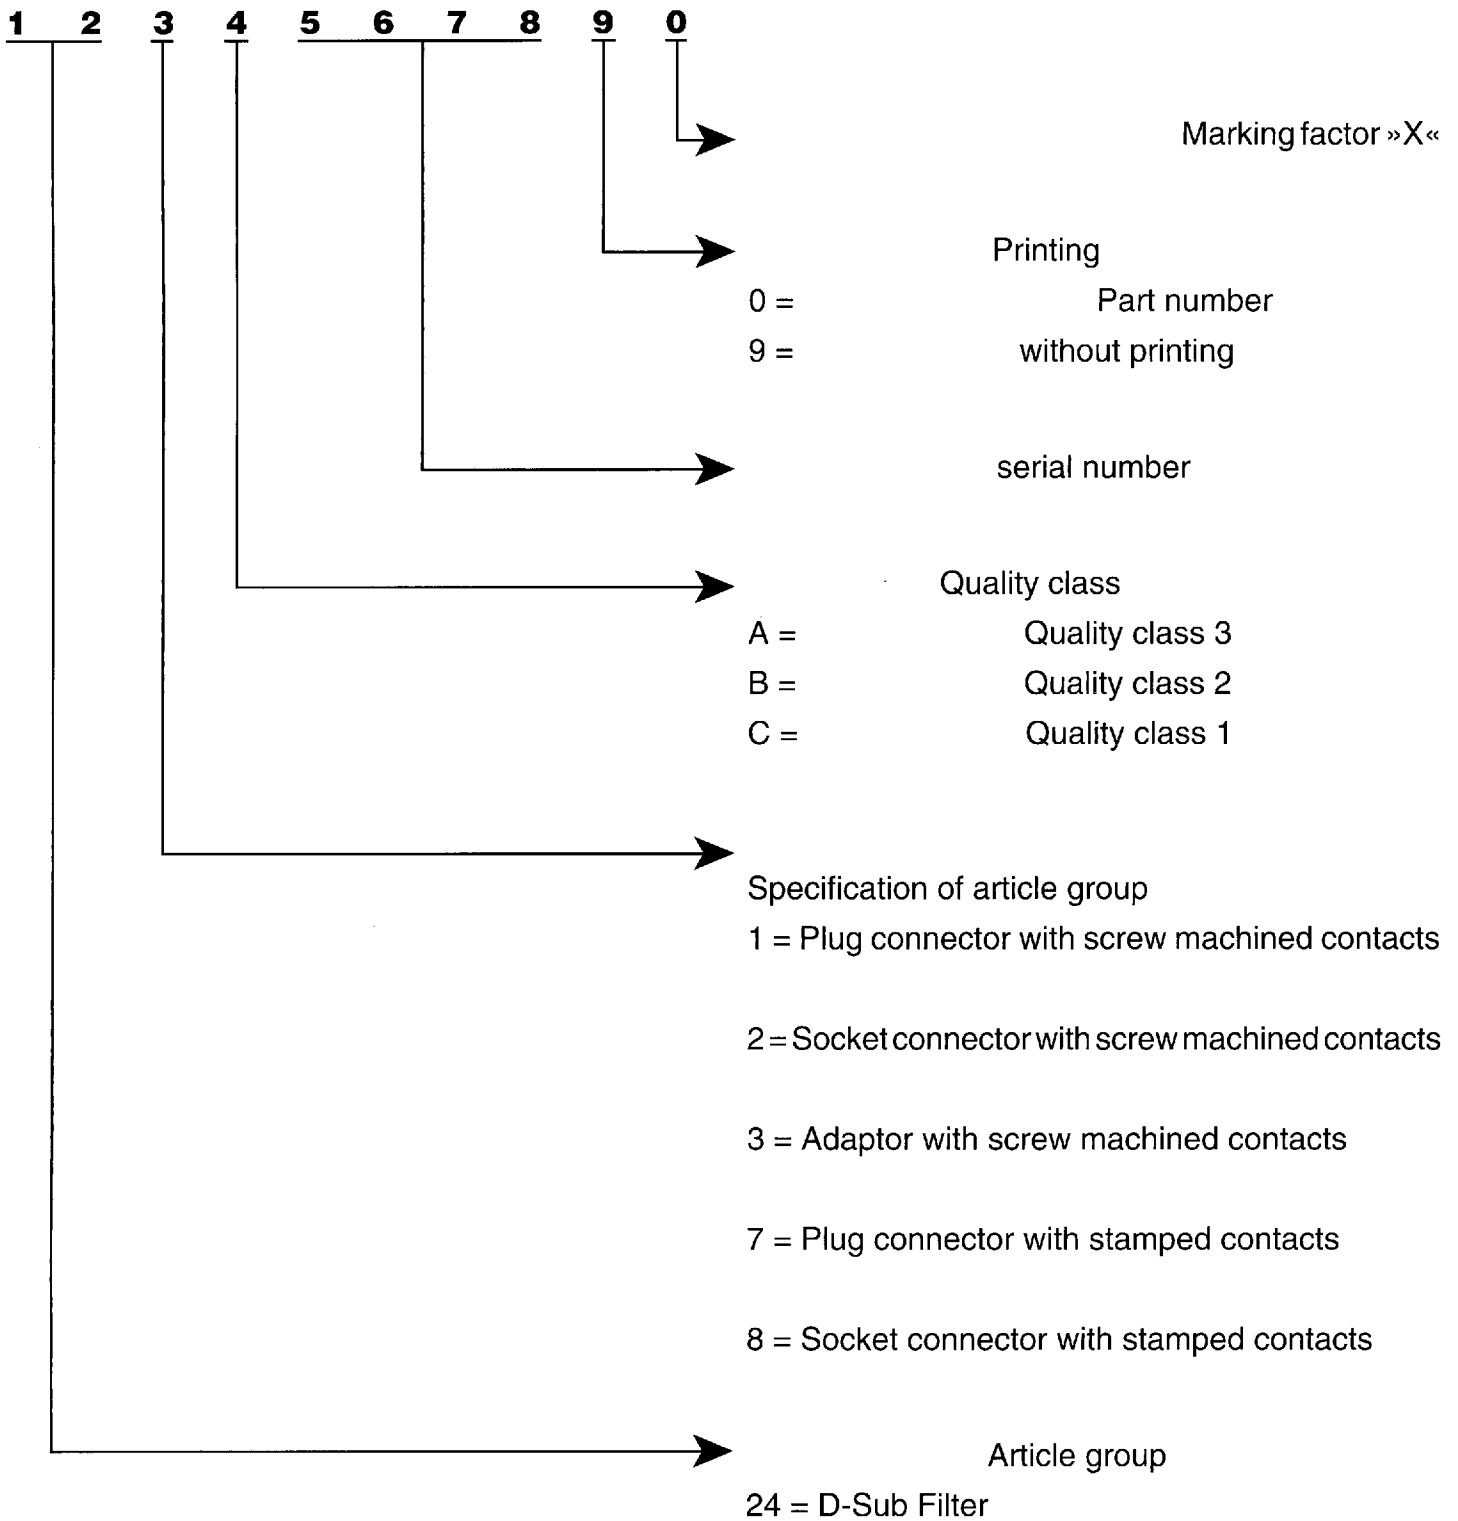 1 2 3 4 5 6 7 8 9 0
Marking factor »X«
Printing
0 = Part number
9 = without printing
serial number
Quality class
A = Quality class 3
B = Quality class 2
C = Quality class 1
Specification of article group
1 = Plug connector with screw machined contacts
2 = Socket connector with screw machined contacts
3 = Adaptor with screw machined contacts
7 = Plug connector with stamped contacts
8 = Socket connector with stamped contacts
Article group
24 = D-Sub Filter